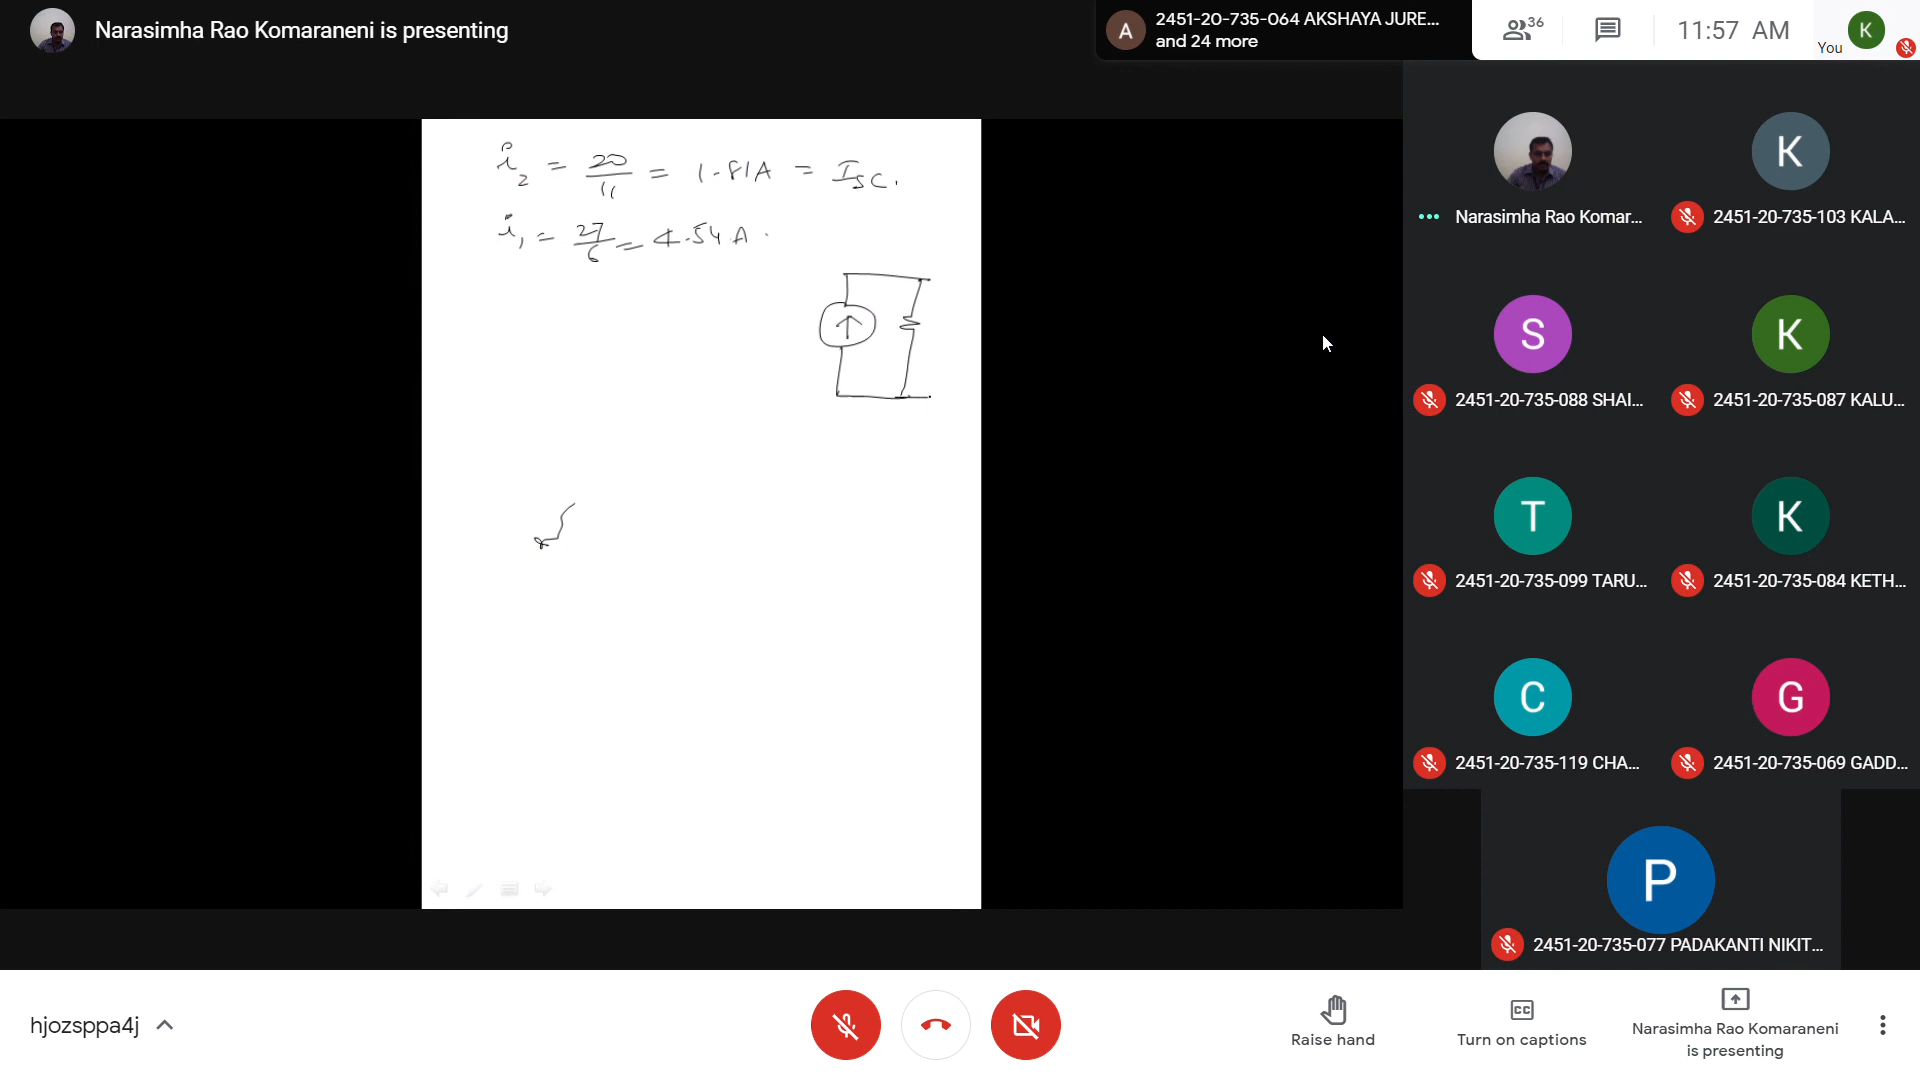 Narasimha Rao Komaraneni is presenting
A
2451-20-735-064 AKSHAYA JURE...
and 24 more
36
11:57 AM
You
K
i₂ = 20/11 = 1.81A = Isc.
i₁ = 27/6 = 4.54 A.
Narasimha Rao Komar...
K
2451-20-735-103 KALA...
S
2451-20-735-088 SHAI...
K
2451-20-735-087 KALU...
T
2451-20-735-099 TARU...
K
2451-20-735-084 KETH...
C
2451-20-735-119 CHA...
G
2451-20-735-069 GADD...
P
2451-20-735-077 PADAKANTI NIKIT...
hjozsppa4j
Raise hand
CC
Turn on captions
Narasimha Rao Komaraneni
is presenting